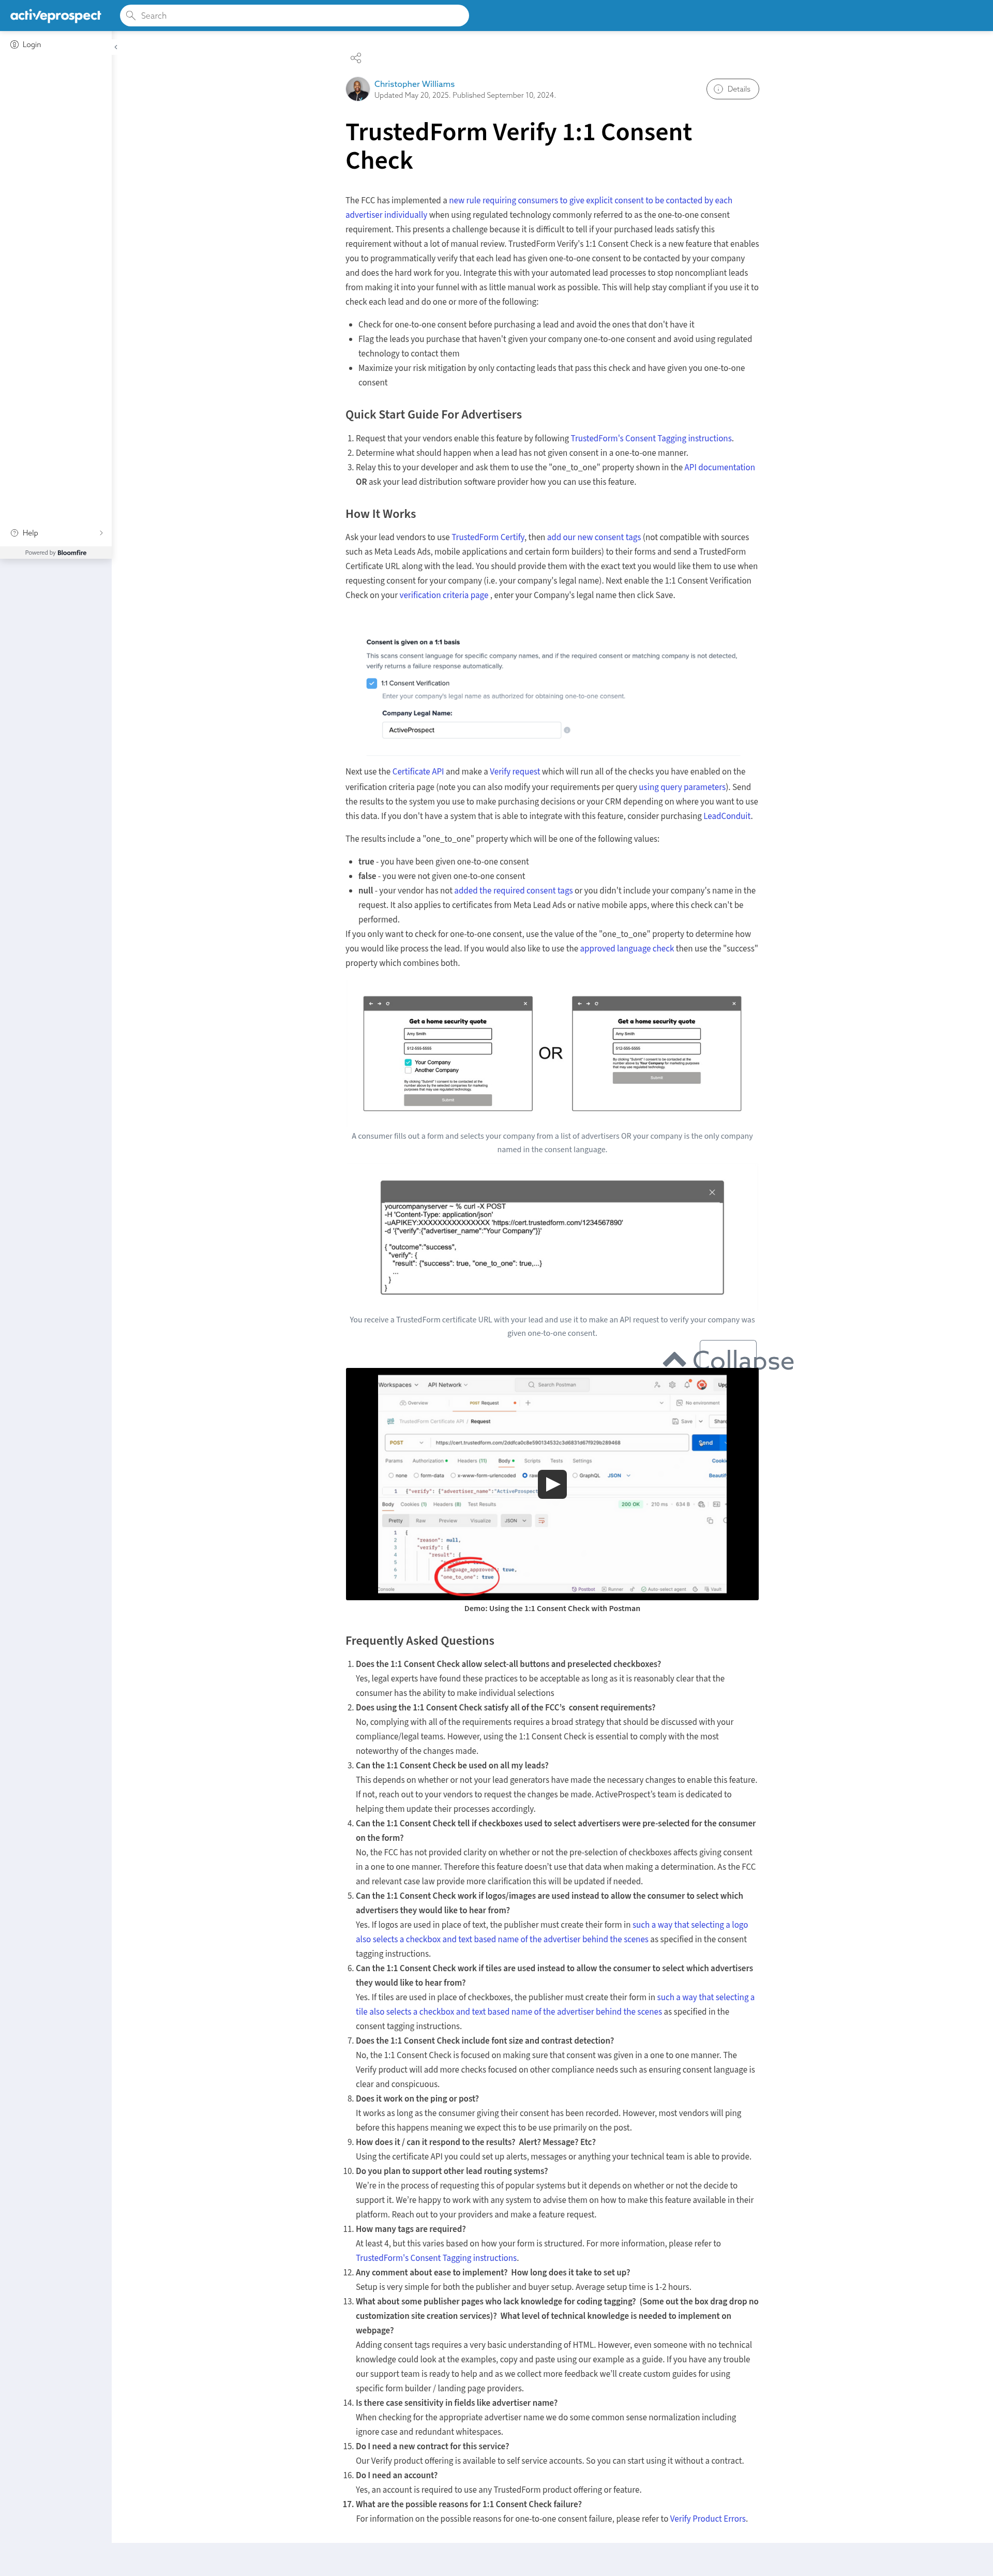 activeprospect
Search
Login
Christopher Williams
Updated May 20, 2025. Published September 10, 2024.
Details
TrustedForm Verify 1:1 Consent
Check
The FCC has implemented a new rule requiring consumers to give explicit consent to be contacted by each
advertiser individually when using regulated technology commonly referred to as the one-to-one consent
requirement. This presents a challenge because it is difficult to tell if your purchased leads satisfy this
requirement without a lot of manual review. TrustedForm Verify's 1:1 Consent Check is a new feature that enables
you to programmatically verify that each lead has given one-to-one consent to be contacted by your company
and does the hard work for you. Integrate this with your automated lead processes to stop noncompliant leads
from making it into your funnel with as little manual work as possible. This will help stay compliant if you use it to
check each lead and do one or more of the following:
• Check for one-to-one consent before purchasing a lead and avoid the ones that don't have it
• Flag the leads you purchase that haven't given your company one-to-one consent and avoid using regulated
technology to contact them
• Maximize your risk mitigation by only contacting leads that pass this check and have given you one-to-one
consent
Quick Start Guide For Advertisers
1. Request that your vendors enable this feature by following TrustedForm's Consent Tagging instructions.
2. Determine what should happen when a lead has not given consent in a one-to-one manner.
3. Relay this to your developer and ask them to use the "one_to_one" property shown in the API documentation
OR ask your lead distribution software provider how you can use this feature.
How It Works
Ask your lead vendors to use TrustedForm Certify, then add our new consent tags (not compatible with sources
such as Meta Leads Ads, mobile applications and certain form builders) to their forms and send a TrustedForm
Certificate URL along with the lead. You should provide them with the exact text you would like them to use when
requesting consent for your company (i.e. your company's legal name). Next enable the 1:1 Consent Verification
Check on your verification criteria page , enter your Company's legal name then click Save.
Help
Powered by Bloomfire
Consent is given on a 1:1 basis
This scans consent language for specific company names, and if the required consent or matching company is not detected,
verify returns a failure response automatically.
1:1 Consent Verification
Enter your company's legal name as authorized for obtaining one-to-one consent.
Company Legal Name:
ActiveProspect
Next use the Certificate API and make a Verify request which will run all of the checks you have enabled on the
verification criteria page (note you can also modify your requirements per query using query parameters). Send
the results to the system you use to make purchasing decisions or your CRM depending on where you want to use
this data. If you don't have a system that is able to integrate with this feature, consider purchasing LeadConduit.
The results include a "one_to_one" property which will be one of the following values:
• true - you have been given one-to-one consent
• false - you were not given one-to-one consent
• null - your vendor has not added the required consent tags or you didn't include your company's name in the
request. It also applies to certificates from Meta Lead Ads or native mobile apps, where this check can't be
performed.
If you only want to check for one-to-one consent, use the value of the "one_to_one" property to determine how
you would like process the lead. If you would also like to use the approved language check then use the "success"
property which combines both.
Get a home security quote
Amy Smith
512-555-5555
Your Company
Another Company
By clicking "Submit" I consent to be contacted at the
number above by the selected companies for marketing
purposes that may use regulated technology.
Submit
OR
Get a home security quote
Amy Smith
512-555-5555
By clicking "Submit" I consent to be contacted at the
number above by Your Company for marketing purposes
that may use regulated technology.
Submit
A consumer fills out a form and selects your company from a list of advertisers OR your company is the only company
named in the consent language.
yourcompanyserver ~ % curl -X POST
-H 'Content-Type: application/json'
-uAPIKEY:XXXXXXXXXXXXXXX 'https://cert.trustedform.com/1234567890'
-d '{"verify":{"advertiser_name":"Your Company"}}'
{ "outcome":"success",
"verify": {
"result": {"success": true, "one_to_one": true,...}
...
}
}
You receive a TrustedForm certificate URL with your lead and use it to make an API request to verify your company was
given one-to-one consent.
Collapse
Workspaces API Network Search Postman Upg
Overview POST Request No environment
TrustedForm Certificate API / Request Save Share
POST https://cert.trustedform.com/2ddfca0c8e590134532c3d6831d67f929b289468 Send
Params Authorization Headers (11) Body Scripts Tests Settings Cookies
none form-data x-www-form-urlencoded GraphQL JSON Beautif
1 {"verify": {"advertiser_name":"ActiveProspect
Body Cookies (1) Headers (8) Test Results 200 OK 210 ms 634 B
Pretty Raw Preview Visualize JSON
1 {
2 "reason": null,
3 "verify": {
4 "result": {
5
6 language_approved true,
7 "one_to_one": true
Console Postbot Runner Auto-select agent Cookies Vault
Demo: Using the 1:1 Consent Check with Postman
Frequently Asked Questions
1. Does the 1:1 Consent Check allow select-all buttons and preselected checkboxes?
Yes, legal experts have found these practices to be acceptable as long as it is reasonably clear that the
consumer has the ability to make individual selections
2. Does using the 1:1 Consent Check satisfy all of the FCC's consent requirements?
No, complying with all of the requirements requires a broad strategy that should be discussed with your
compliance/legal teams. However, using the 1:1 Consent Check is essential to comply with the most
noteworthy of the changes made.
3. Can the 1:1 Consent Check be used on all my leads?
This depends on whether or not your lead generators have made the necessary changes to enable this feature.
If not, reach out to your vendors to request the changes be made. ActiveProspect's team is dedicated to
helping them update their processes accordingly.
4. Can the 1:1 Consent Check tell if checkboxes used to select advertisers were pre-selected for the consumer
on the form?
No, the FCC has not provided clarity on whether or not the pre-selection of checkboxes affects giving consent
in a one to one manner. Therefore this feature doesn't use that data when making a determination. As the FCC
and relevant case law provide more clarification this will be updated if needed.
5. Can the 1:1 Consent Check work if logos/images are used instead to allow the consumer to select which
advertisers they would like to hear from?
Yes. If logos are used in place of text, the publisher must create their form in such a way that selecting a logo
also selects a checkbox and text based name of the advertiser behind the scenes as specified in the consent
tagging instructions.
6. Can the 1:1 Consent Check work if tiles are used instead to allow the consumer to select which advertisers
they would like to hear from?
Yes. If tiles are used in place of checkboxes, the publisher must create their form in such a way that selecting a
tile also selects a checkbox and text based name of the advertiser behind the scenes as specified in the
consent tagging instructions.
7. Does the 1:1 Consent Check include font size and contrast detection?
No, the 1:1 Consent Check is focused on making sure that consent was given in a one to one manner. The
Verify product will add more checks focused on other compliance needs such as ensuring consent language is
clear and conspicuous.
8. Does it work on the ping or post?
It works as long as the consumer giving their consent has been recorded. However, most vendors will ping
before this happens meaning we expect this to be use primarily on the post.
9. How does it / can it respond to the results? Alert? Message? Etc?
Using the certificate API you could set up alerts, messages or anything your technical team is able to provide.
10. Do you plan to support other lead routing systems?
We're in the process of requesting this of popular systems but it depends on whether or not the decide to
support it. We're happy to work with any system to advise them on how to make this feature available in their
platform. Reach out to your providers and make a feature request.
11. How many tags are required?
At least 4, but this varies based on how your form is structured. For more information, please refer to
TrustedForm's Consent Tagging instructions.
12. Any comment about ease to implement? How long does it take to set up?
Setup is very simple for both the publisher and buyer setup. Average setup time is 1-2 hours.
13. What about some publisher pages who lack knowledge for coding tagging? (Some out the box drag drop no
customization site creation services)? What level of technical knowledge is needed to implement on
webpage?
Adding consent tags requires a very basic understanding of HTML. However, even someone with no technical
knowledge could look at the examples, copy and paste using our example as a guide. If you have any trouble
our support team is ready to help and as we collect more feedback we'll create custom guides for using
specific form builder / landing page providers.
14. Is there case sensitivity in fields like advertiser name?
When checking for the appropriate advertiser name we do some common sense normalization including
ignore case and redundant whitespaces.
15. Do I need a new contract for this service?
Our Verify product offering is available to self service accounts. So you can start using it without a contract.
16. Do I need an account?
Yes, an account is required to use any TrustedForm product offering or feature.
17. What are the possible reasons for 1:1 Consent Check failure?
For information on the possible reasons for one-to-one consent failure, please refer to Verify Product Errors.